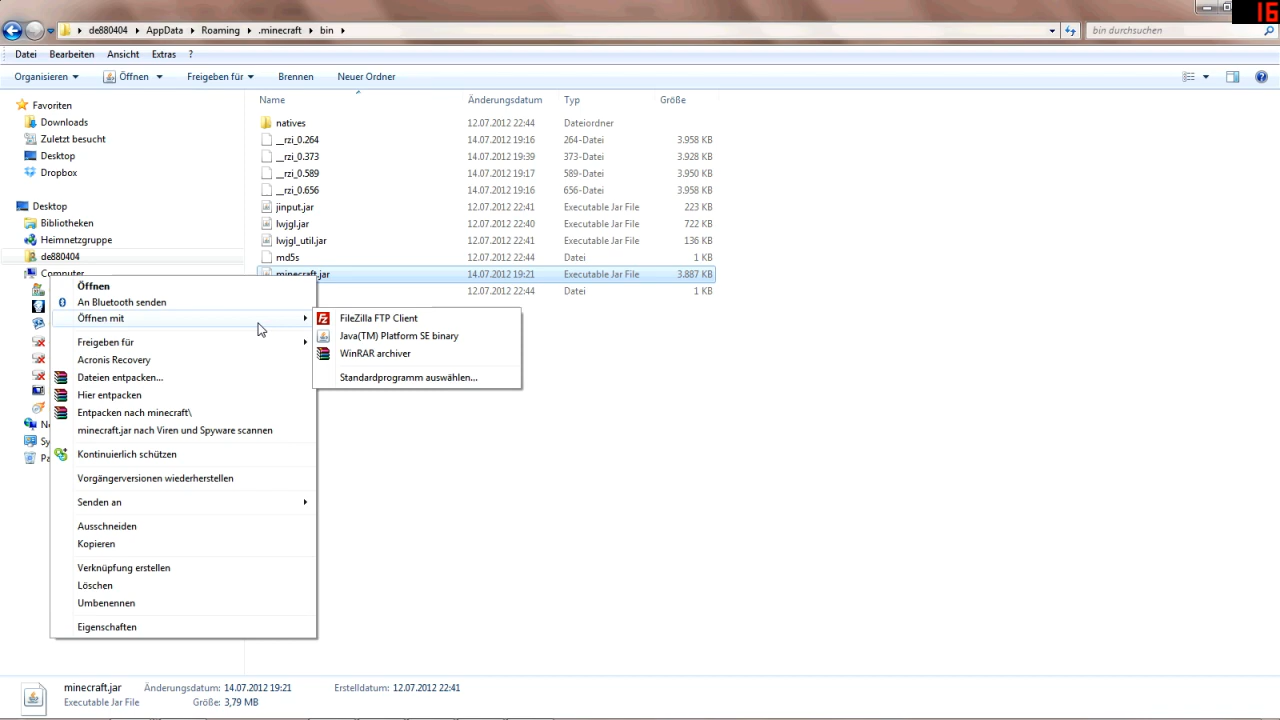 16
de880404 AppData Roaming .minecraft bin
bin durchsuchen
Datei Bearbeiten Ansicht Extras ?
Organisieren Öffnen Freigeben für Brennen Neuer Ordner
Favoriten
Downloads
Zuletzt besucht
Desktop
Dropbox
Desktop
Bibliotheken
Heimnetzgruppe
de880404
Computer
Name Änderungsdatum Typ Größe
natives 12.07.2012 22:44 Dateiordner
__rzi_0.264 14.07.2012 19:16 264-Datei 3.958 KB
__rzi_0.373 14.07.2012 19:39 373-Datei 3.928 KB
__rzi_0.589 14.07.2012 19:17 589-Datei 3.950 KB
__rzi_0.656 14.07.2012 19:16 656-Datei 3.958 KB
jinput.jar 12.07.2012 22:41 Executable Jar File 223 KB
lwjgl.jar 12.07.2012 22:40 Executable Jar File 722 KB
lwjgl_util.jar 12.07.2012 22:41 Executable Jar File 136 KB
md5s 12.07.2012 22:44 Datei 1 KB
minecraft.jar 14.07.2012 19:21 Executable Jar File 3.887 KB
12.07.2012 22:44 Datei 1 KB
Öffnen
An Bluetooth senden
Öffnen mit
Freigeben für
Acronis Recovery
Dateien entpacken...
Hier entpacken
Entpacken nach minecraft\
minecraft.jar nach Viren und Spyware scannen
Kontinuierlich schützen
Vorgängerversionen wiederherstellen
Senden an
Ausschneiden
Kopieren
Verknüpfung erstellen
Löschen
Umbenennen
Eigenschaften
FileZilla FTP Client
Java(TM) Platform SE binary
WinRAR archiver
Standardprogramm auswählen...
minecraft.jar Änderungsdatum: 14.07.2012 19:21 Erstelldatum: 12.07.2012 22:41
Executable Jar File Größe: 3,79 MB